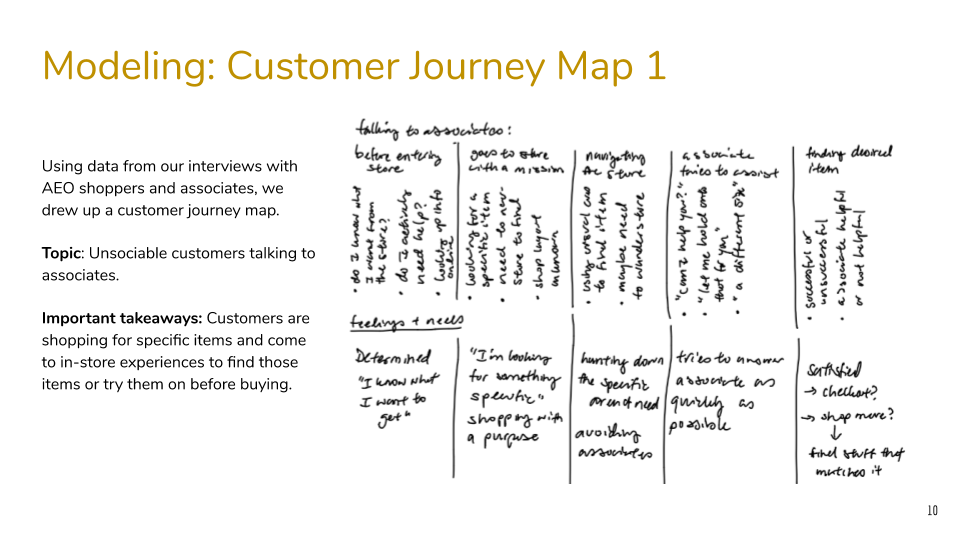 Modeling: Customer Journey Map 1
Using data from our interviews with
AEO shoppers and associates, we
drew up a customer journey map.
Topic: Unsociable customers talking to
associates.
Important takeaways: Customers are
shopping for specific items and come
to in-store experiences to find those
items or try them on before buying.
talking to associates:
before entering
store
• do I know what
I want from
the store?
• do I actively
need help?
• looking up info
online
goes to store
with a mission
• looking for a
specific item
• need to nav-
store to find
• shop layout
unknown
navigating
the store
• using visual cues
to find item
• maybe need
to wander store
associate
tries to assist
• "can I help you?"
• "let me hold onto
that for you"
• "a different size"
finding desired
item
• successful or
unsuccessful
• associate helpful
or not helpful
feelings + needs
Determined
"I know what
I want to
get"
"I'm looking
for something
specific"
shopping with
a purpose
hunting down
the specific
area of need
avoiding
associates
tries to answer
associate as
quickly as
possible
satisfied
→ checkout?
→ shop more?
↓
find stuff that
matches it
10